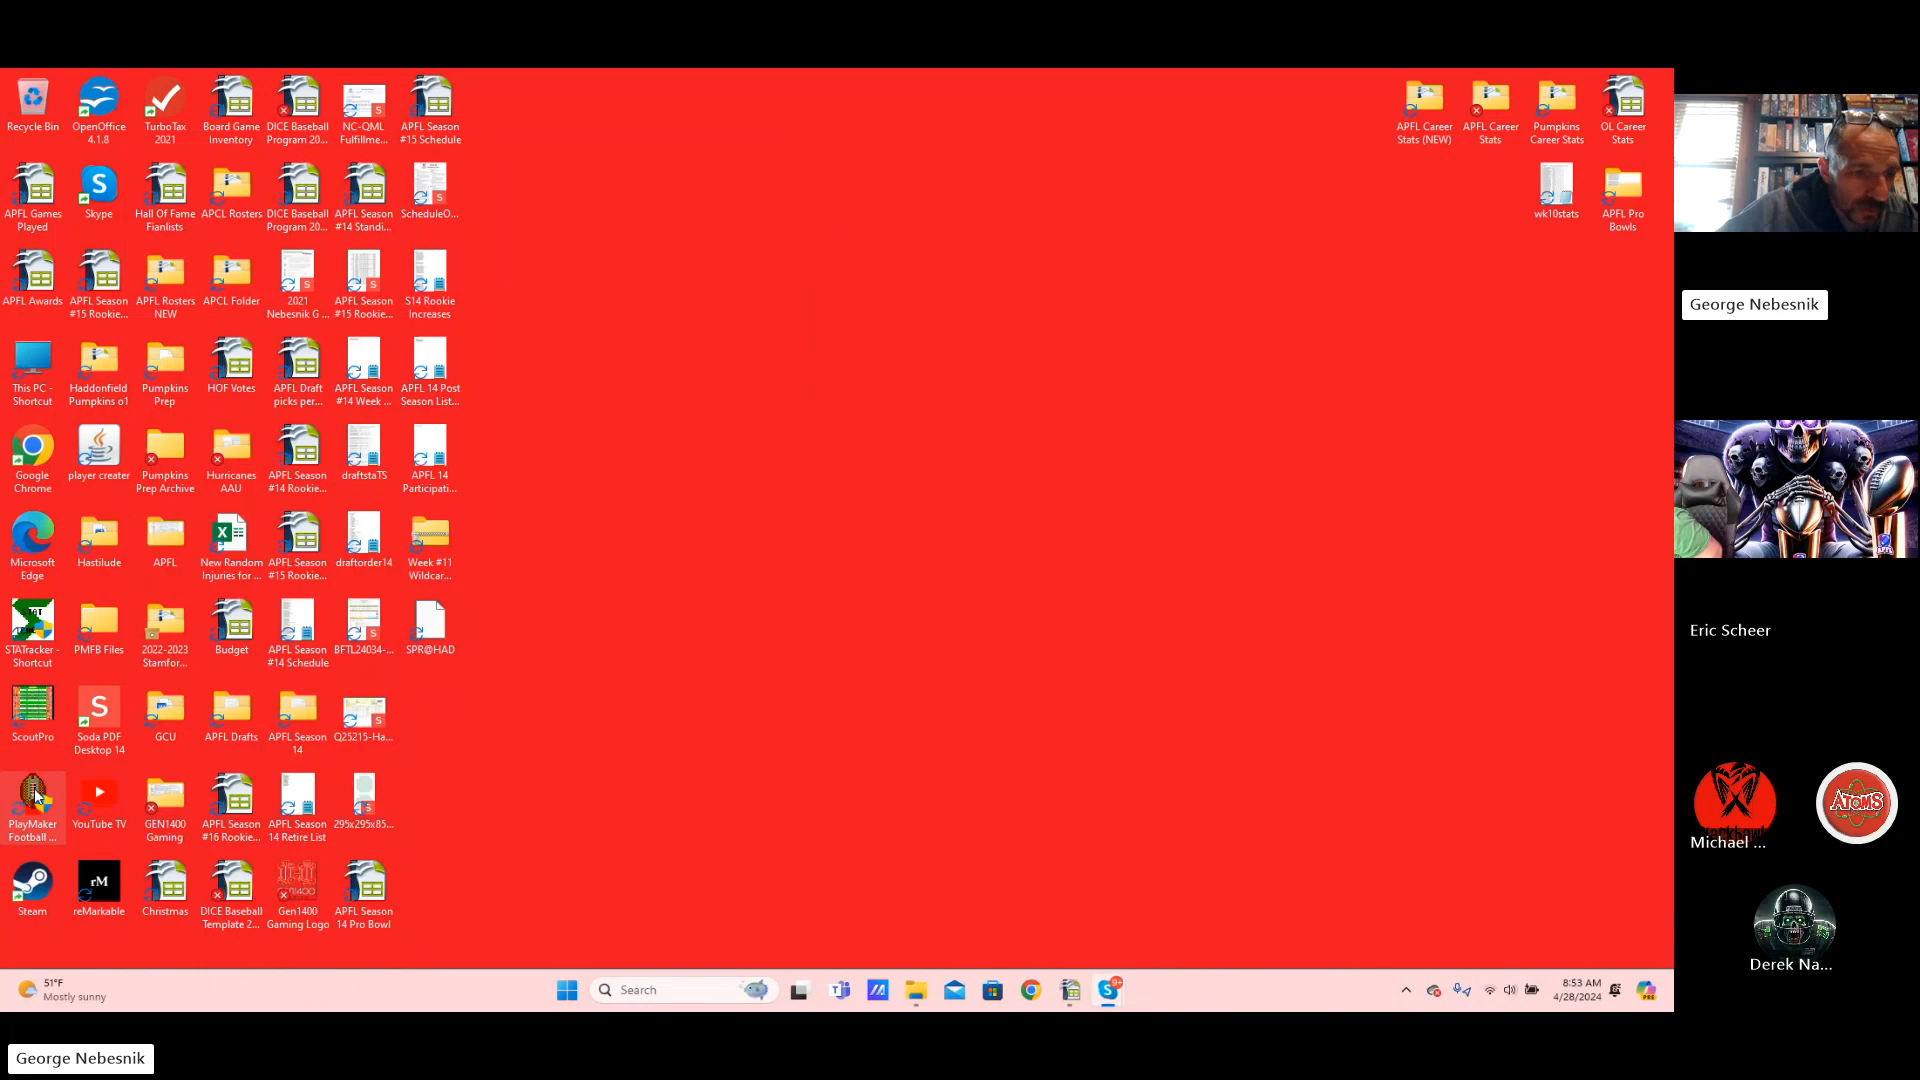 Recycle Bin
OpenOffice
4.1.8
TurboTax
2021
Board Game
Inventory
DICE Baseball
Program 20...
NC-QML
Fulfillme...
APFL Season
#15 Schedule
APFL Career
Stats (NEW)
APFL Career
Stats
Pumpkins
Career Stats
OL Career
Stats
APFL Games
Played
Skype
Hall Of Fame
Fianlists
APCL Rosters
DICE Baseball
Program 20...
APFL Season
#14 Standi...
ScheduleO...
wk10stats
APFL Pro
Bowls
APFL Awards
APFL Season
#15 Rookie...
APFL Rosters
NEW
APCL Folder
2021
Nebesnik G ...
APFL Season
#15 Rookie...
S14 Rookie
Increases
George Nebesnik
This PC -
Shortcut
Haddonfield
Pumpkins o1
Pumpkins
Prep
HOF Votes
APFL Draft
picks per...
APFL Season
#14 Week ...
APFL 14 Post
Season List...
Google
Chrome
player creater
Pumpkins
Prep Archive
Hurricanes
AAU
APFL Season
#14 Rookie...
draftstaTS
APFL 14
Participati...
Microsoft
Edge
Hastilude
APFL
New Random
Injuries for ...
APFL Season
#15 Rookie...
draftorder14
Week #11
Wildcar...
STATracker -
Shortcut
PMFB Files
2022-2023
Stamfor...
Budget
APFL Season
#14 Schedule
BFTL24034-...
SPR@HAD
Eric Scheer
ScoutPro
Soda PDF
Desktop 14
GCU
APFL Drafts
APFL Season
14
Q25215-Ha...
PlayMaker
Football ...
YouTube TV
GEN1400
Gaming
APFL Season
#16 Rookie...
APFL Season
14 Retire List
295x295x85...
ATOMS
Michael ...
Steam
rM
reMarkable
Christmas
DICE Baseball
Template 2...
Gen1400
Gaming Logo
APFL Season
14 Pro Bowl
Derek Na...
51°F
Mostly sunny
Search
9+
8:53 AM
4/28/2024
PRE
George Nebesnik